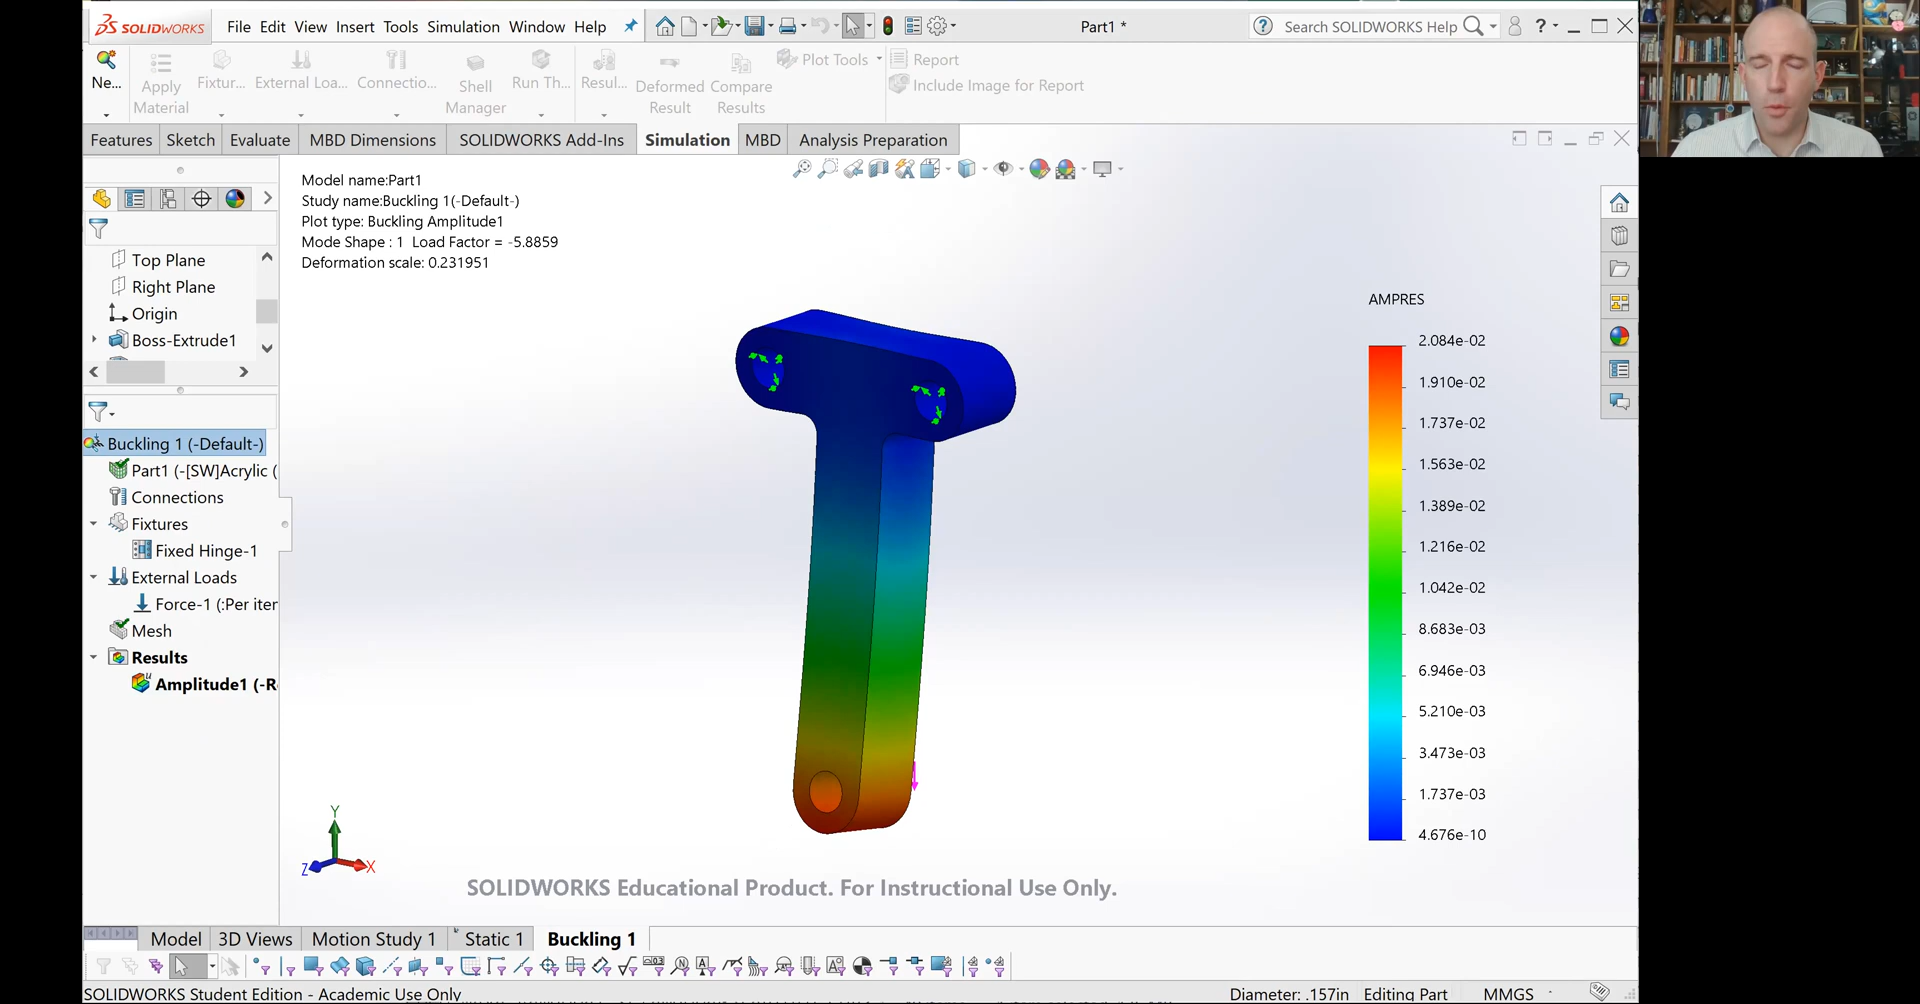 SOLIDWORKS
File Edit View Insert Tools Simulation Window Help
Part1 *
Search SOLIDWORKS Help
?
Ne...
Apply Material
Fixtur...
External Loa...
Connectio...
Shell Manager
Run Th...
Resul...
Deformed Result
Compare Results
Plot Tools
Report
Include Image for Report
Features Sketch Evaluate MBD Dimensions SOLIDWORKS Add-Ins Simulation MBD Analysis Preparation
Model name:Part1
Study name:Buckling 1(-Default-)
Plot type: Buckling Amplitude1
Mode Shape : 1 Load Factor = -5.8859
Deformation scale: 0.231951
Top Plane
Right Plane
Origin
Boss-Extrude1
Buckling 1 (-Default-)
Part1 (-[SW]Acrylic (
Connections
Fixtures
Fixed Hinge-1
External Loads
Force-1 (:Per iter
Mesh
Results
Amplitude1 (-R
AMPRES
2.084e-02
1.910e-02
1.737e-02
1.563e-02
1.389e-02
1.216e-02
1.042e-02
8.683e-03
6.946e-03
5.210e-03
3.473e-03
1.737e-03
4.676e-10
Y
Z
X
SOLIDWORKS Educational Product. For Instructional Use Only.
Model 3D Views Motion Study 1 Static 1 Buckling 1
SOLIDWORKS Student Edition - Academic Use Only
Diameter: .157in Editing Part MMGS